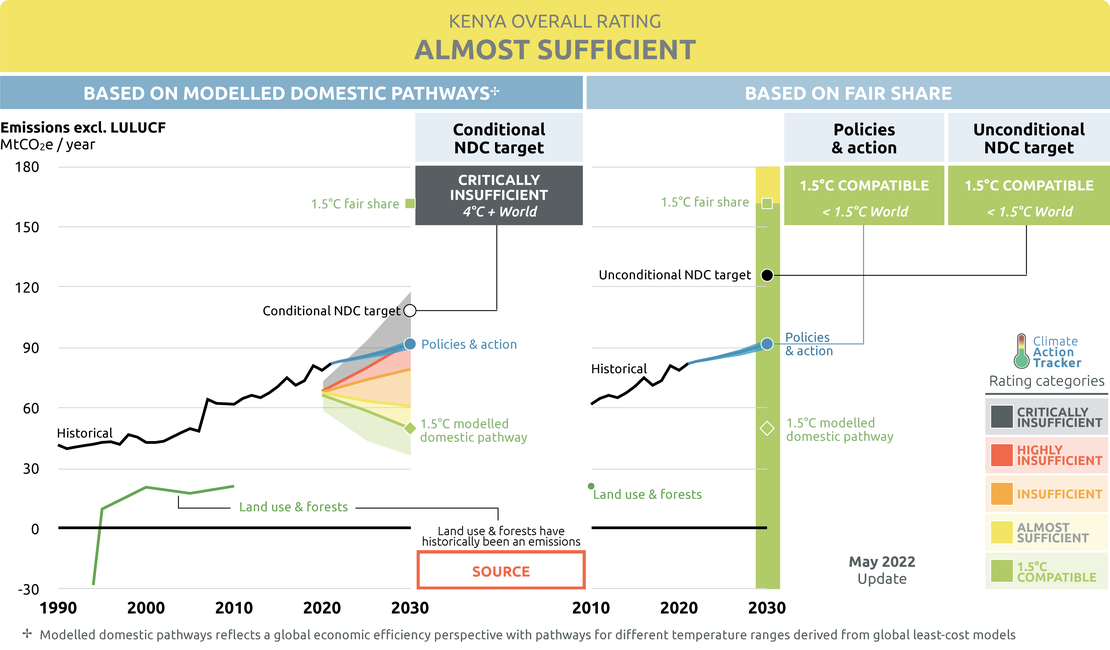 KENYA OVERALL RATING
ALMOST SUFFICIENT
BASED ON MODELLED DOMESTIC PATHWAYS✢
BASED ON FAIR SHARE
Emissions excl. LULUCF
MtCO₂e / year
Conditional
NDC target
Policies
& action
Unconditional
NDC target
CRITICALLY
INSUFFICIENT
4°C + World
1.5°C COMPATIBLE
< 1.5°C World
1.5°C COMPATIBLE
< 1.5°C World
180
150
120
90
60
30
0
-30
1.5°C fair share
Conditional NDC target
Policies & action
1.5°C modelled
domestic pathway
Historical
Land use & forests
Land use & forests have
historically been an emissions
SOURCE
1990
2000
2010
2020
2030
1.5°C fair share
Unconditional NDC target
Policies
& action
Historical
1.5°C modelled
domestic pathway
Land use & forests
2010
2020
2030
May 2022
Update
Climate
Action
Tracker
Rating categories
CRITICALLY
INSUFFICIENT
HIGHLY
INSUFFICIENT
INSUFFICIENT
ALMOST
SUFFICIENT
1.5°C
COMPATIBLE
✢ Modelled domestic pathways reflects a global economic efficiency perspective with pathways for different temperature ranges derived from global least-cost models